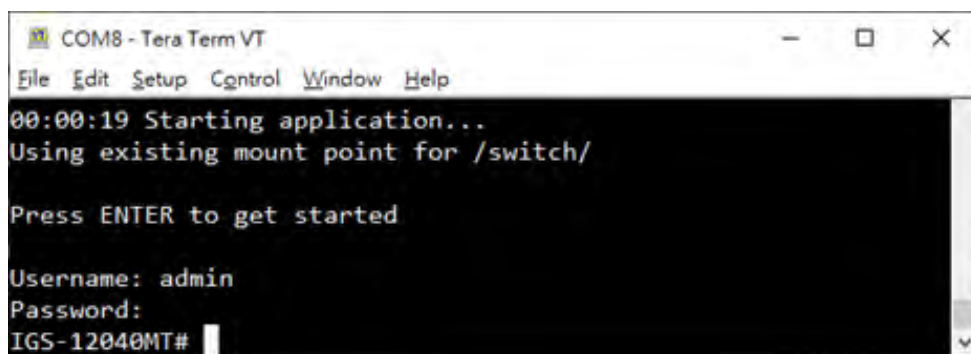 COM8 - Tera Term VT
File Edit Setup Control Window Help
00:00:19 Starting application...
Using existing mount point for /switch/
Press ENTER to get started
Username: admin
Password:
IGS-12040MT#